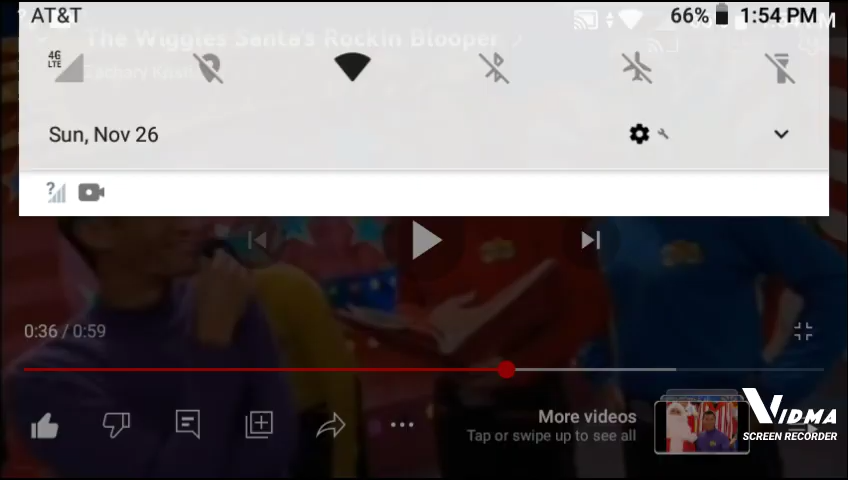 AT&T
66%
1:54 PM
The Wiggles Santa's Rockin Blooper
4G
LTE
Sun, Nov 26
?
0:36 / 0:59
More videos
Tap or swipe up to see all
VIDMA
SCREEN RECORDER